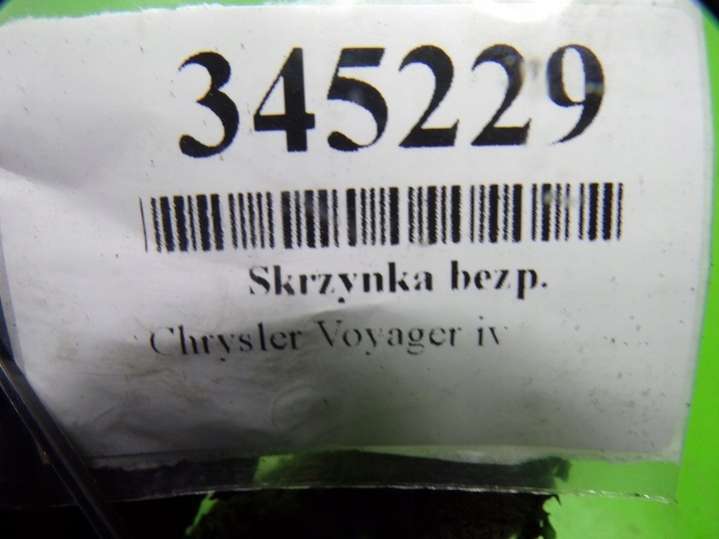 345229
Skrzynka bezp.
Chrysler Voyager iv